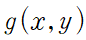 g(x, y)